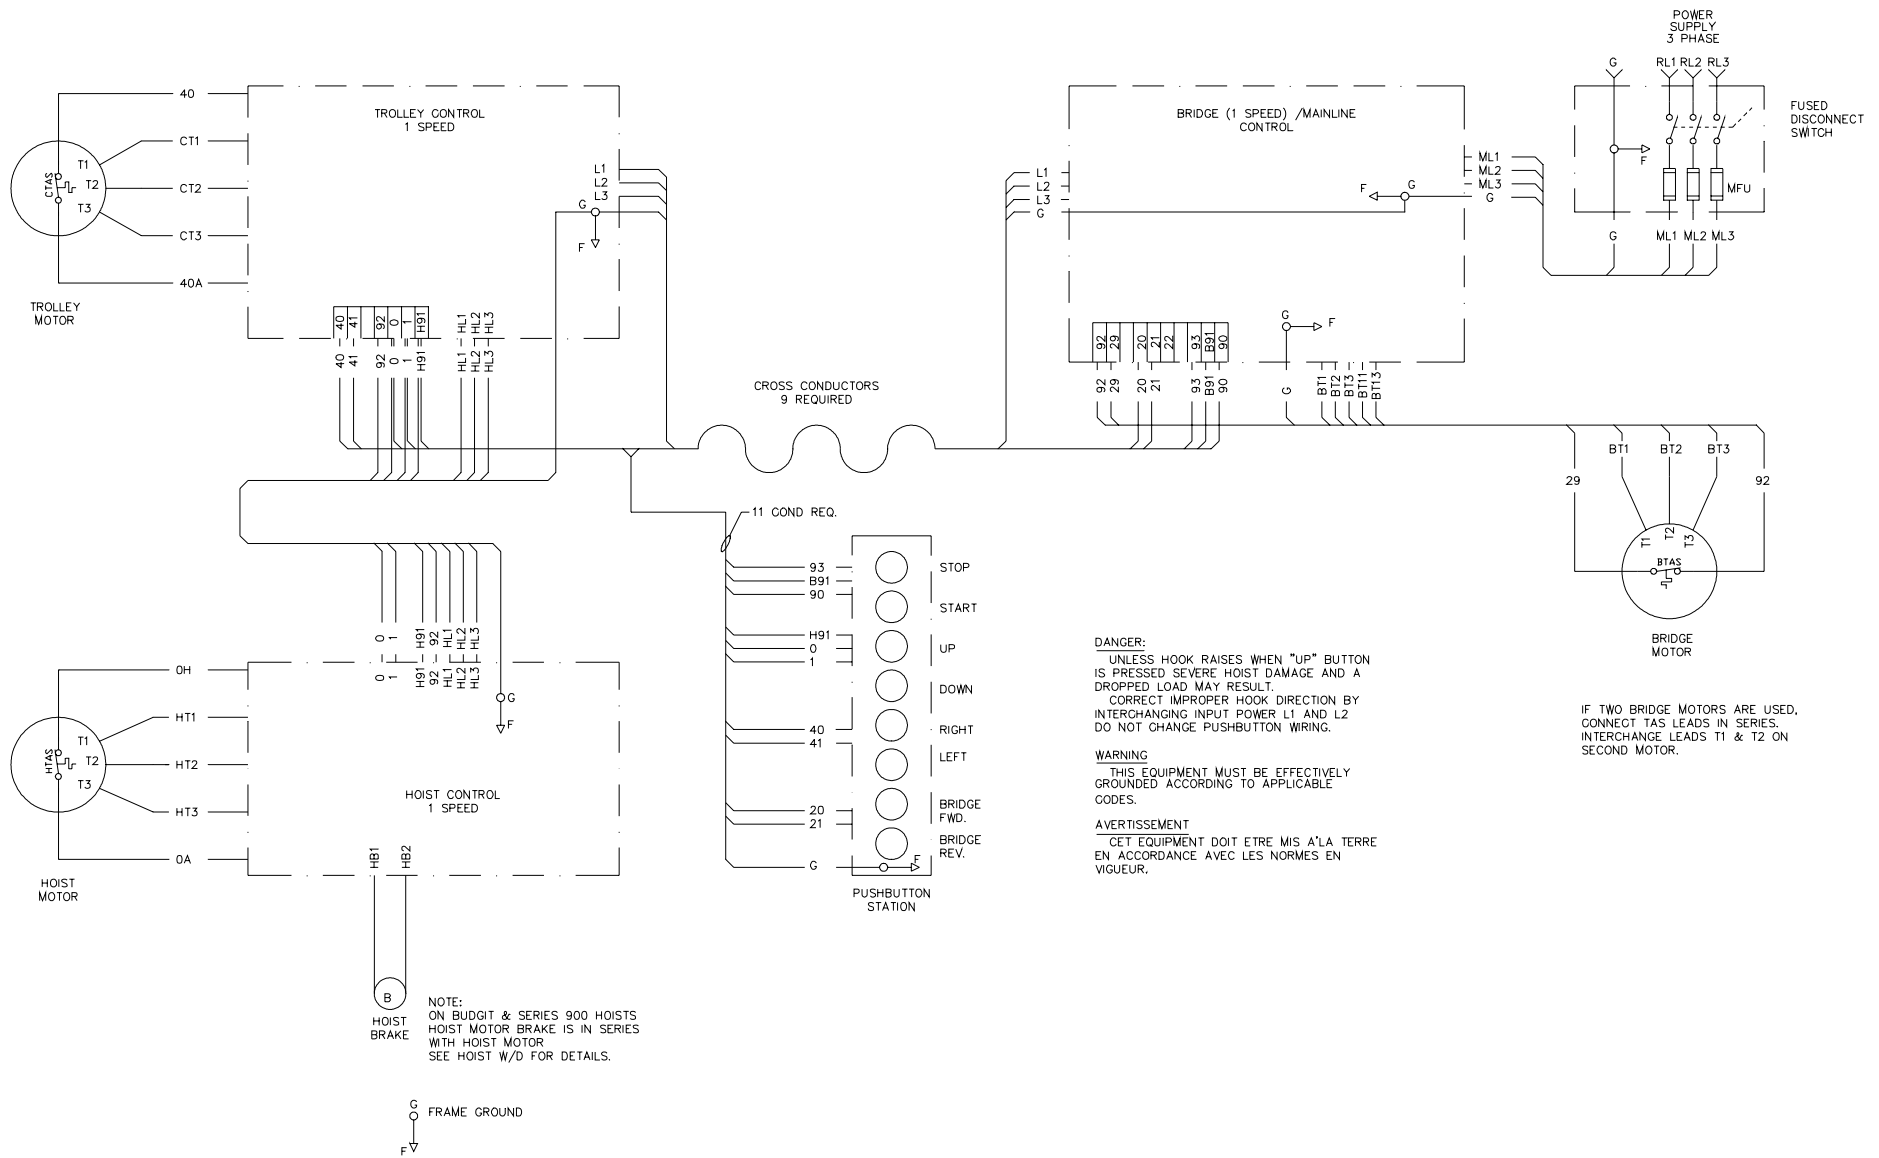 POWER
SUPPLY
3 PHASE
G RL1 RL2 RL3
FUSED
DISCONNECT
SWITCH
F
MFU
G ML1 ML2 ML3
40
CT1
CT2
CT3
40A
CTAS
T1
T2
T3
TROLLEY
MOTOR
TROLLEY CONTROL
1 SPEED
L1
L2
L3
G
F
40 41 92 0 1 H91 HL1 HL2 HL3
40 41 92 0 1 H91 HL1 HL2 HL3
BRIDGE (1 SPEED) /MAINLINE
CONTROL
L1
L2
L3
G
ML1
ML2
ML3
G
F G
G
F
92 29 20 21 22 93 B91 90
92 29 20 21 93 B91 90 G BT1 BT2 BT3 BT11 BT13
CROSS CONDUCTORS
9 REQUIRED
11 COND REQ.
29 BT1 BT2 BT3 92
T1 T2 T3
BTAS
BRIDGE
MOTOR
IF TWO BRIDGE MOTORS ARE USED,
CONNECT TAS LEADS IN SERIES.
INTERCHANGE LEADS T1 & T2 ON
SECOND MOTOR.
93
B91
90
H91
0
1
40
41
20
21
G
F
STOP
START
UP
DOWN
RIGHT
LEFT
BRIDGE
FWD.
BRIDGE
REV.
PUSHBUTTON
STATION
0 1 H91 92 HL1 HL2 HL3
0 1 H91 92 HL1 HL2 HL3
G
F
0H
HT1
HT2
HT3
0A
HTAS
T1
T2
T3
HOIST
MOTOR
HOIST CONTROL
1 SPEED
HB1 HB2
B
HOIST
BRAKE
NOTE:
ON BUDGIT & SERIES 900 HOISTS
HOIST MOTOR BRAKE IS IN SERIES
WITH HOIST MOTOR
SEE HOIST W/D FOR DETAILS.
G
FRAME GROUND
F
DANGER:
UNLESS HOOK RAISES WHEN "UP" BUTTON
IS PRESSED SEVERE HOIST DAMAGE AND A
DROPPED LOAD MAY RESULT.
CORRECT IMPROPER HOOK DIRECTION BY
INTERCHANGING INPUT POWER L1 AND L2
DO NOT CHANGE PUSHBUTTON WIRING.
WARNING
THIS EQUIPMENT MUST BE EFFECTIVELY
GROUNDED ACCORDING TO APPLICABLE
CODES.
AVERTISSEMENT
CET EQUIPMENT DOIT ETRE MIS A'LA TERRE
EN ACCORDANCE AVEC LES NORMES EN
VIGUEUR.